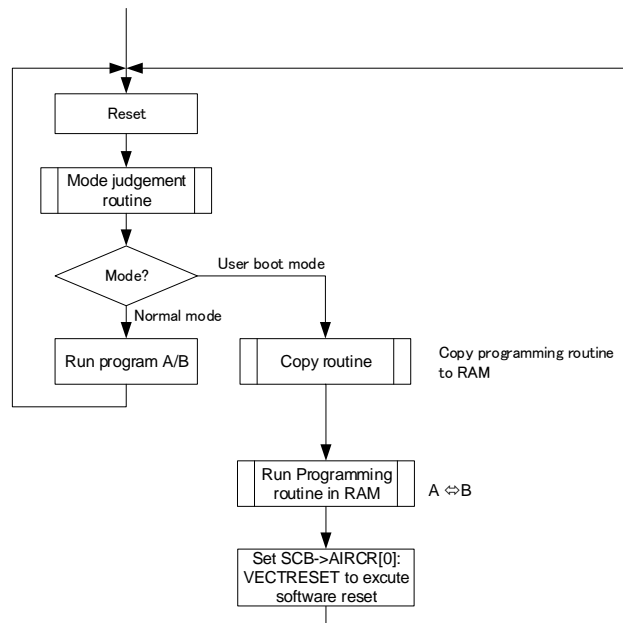 Reset
Mode judgement
routine
Mode?
User boot mode
Normal mode
Run program A/B
Copy routine
Copy programming routine
to RAM
Run Programming
routine in RAM
A ⇔B
Set SCB->AIRCR[0]:
VECTRESET to excute
software reset